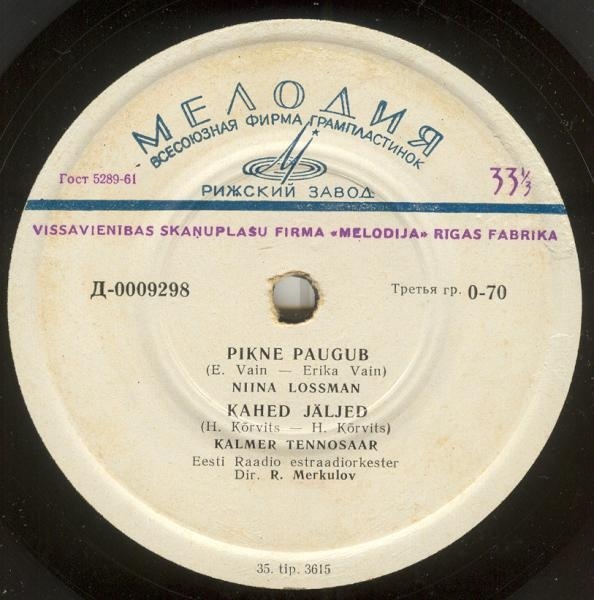 МЕЛОДИЯ
ВСЕСОЮЗНАЯ ФИРМА ГРАМПЛАСТИНОК
РИЖСКИЙ ЗАВОД
Гост 5289-61
33⅓
VISSAVIENĪBAS SKAŅUPLAŠU FIRMA «MELODIJA» RĪGAS FABRIKA
Д-0009298
Третья гр. 0-70
PIKNE PAUGUB
(E. Vain — Erika Vain)
NIINA LOSSMAN
KAHED JÄLJED
(H. Kõrvits — H. Kõrvits)
KALMER TENNOSAAR
Eesti Raadio estraadiorkester
Dir. R. Merkulov
35. tip. 3615